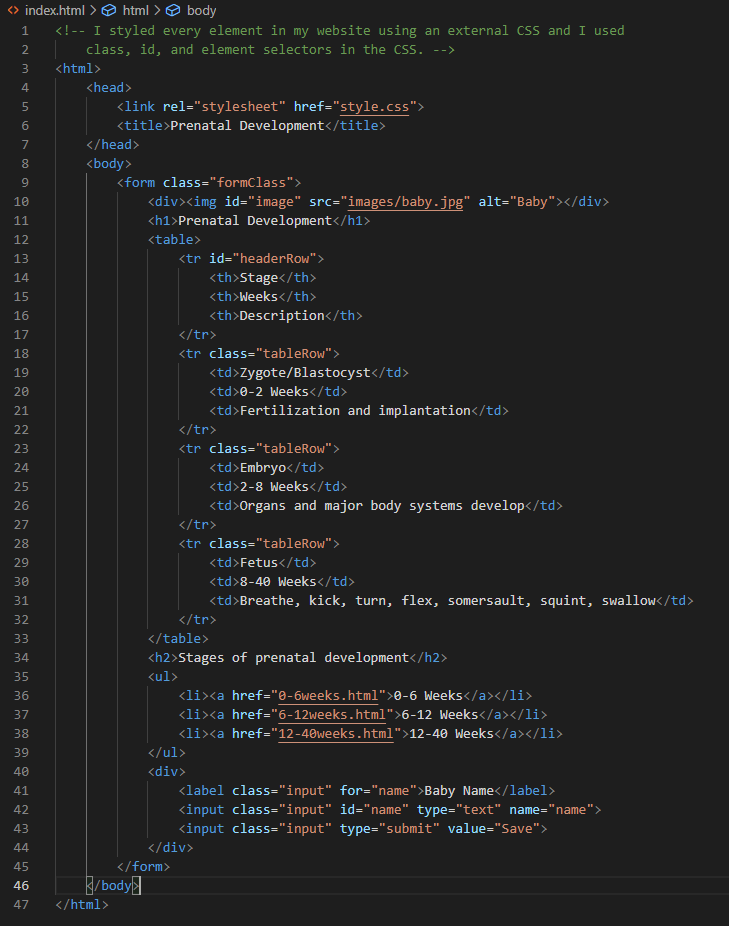 index.html > html > body
1 <!-- I styled every element in my website using an external CSS and I used
2 class, id, and element selectors in the CSS. -->
3 <html>
4 <head>
5 <link rel="stylesheet" href="style.css">
6 <title>Prenatal Development</title>
7 </head>
8 <body>
9 <form class="formClass">
10 <div><img id="image" src="images/baby.jpg" alt="Baby"></div>
11 <h1>Prenatal Development</h1>
12 <table>
13 <tr id="headerRow">
14 <th>Stage</th>
15 <th>Weeks</th>
16 <th>Description</th>
17 </tr>
18 <tr class="tableRow">
19 <td>Zygote/Blastocyst</td>
20 <td>0-2 Weeks</td>
21 <td>Fertilization and implantation</td>
22 </tr>
23 <tr class="tableRow">
24 <td>Embryo</td>
25 <td>2-8 Weeks</td>
26 <td>Organs and major body systems develop</td>
27 </tr>
28 <tr class="tableRow">
29 <td>Fetus</td>
30 <td>8-40 Weeks</td>
31 <td>Breathe, kick, turn, flex, somersault, squint, swallow</td>
32 </tr>
33 </table>
34 <h2>Stages of prenatal development</h2>
35 <ul>
36 <li><a href="0-6weeks.html">0-6 Weeks</a></li>
37 <li><a href="6-12weeks.html">6-12 Weeks</a></li>
38 <li><a href="12-40weeks.html">12-40 Weeks</a></li>
39 </ul>
40 <div>
41 <label class="input" for="name">Baby Name</label>
42 <input class="input" id="name" type="text" name="name">
43 <input class="input" type="submit" value="Save">
44 </div>
45 </form>
46 </body>
47 </html>